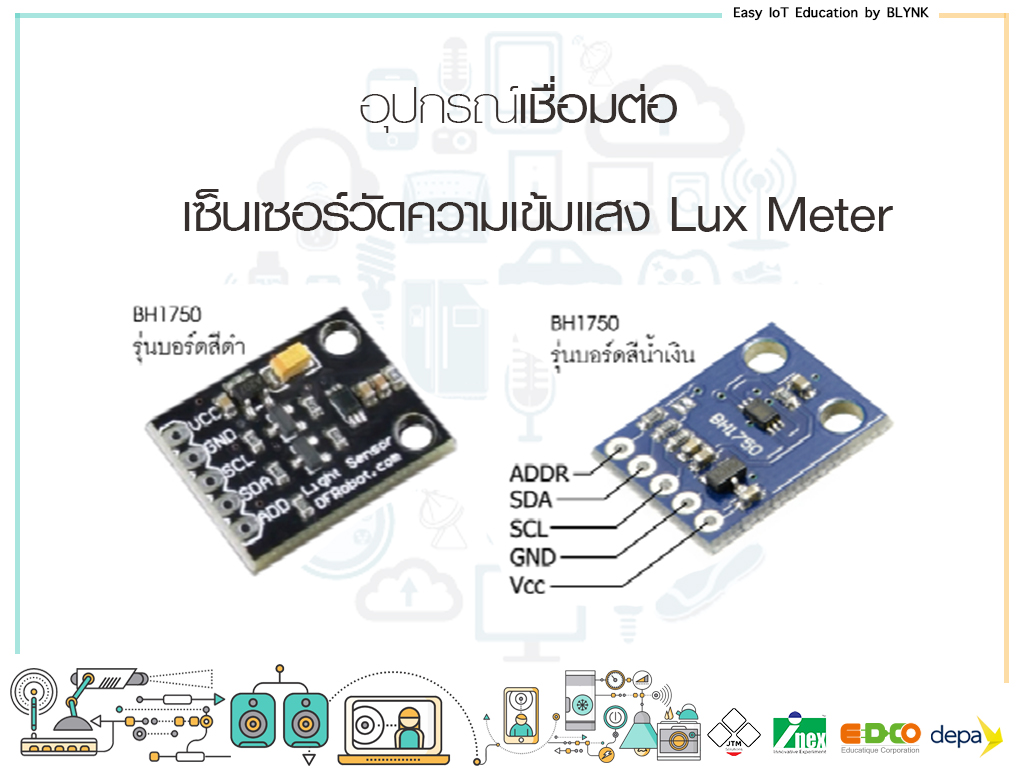 Easy IoT Education by BLYNK
อุปกรณ์เชื่อมต่อ
เซ็นเซอร์วัดความเข้มแสง Lux Meter
BH1750
รุ่นบอร์ดสีดำ
VCC
GND
SCL
SDA
ADD
Light Sensor
DFRobot.com
BH1750
รุ่นบอร์ดสีน้ำเงิน
BH1750
ADDR
SDA
SCL
GND
Vcc
JTM
inex
Innovative Experiment
EDCO
Educatique Corporation
depa